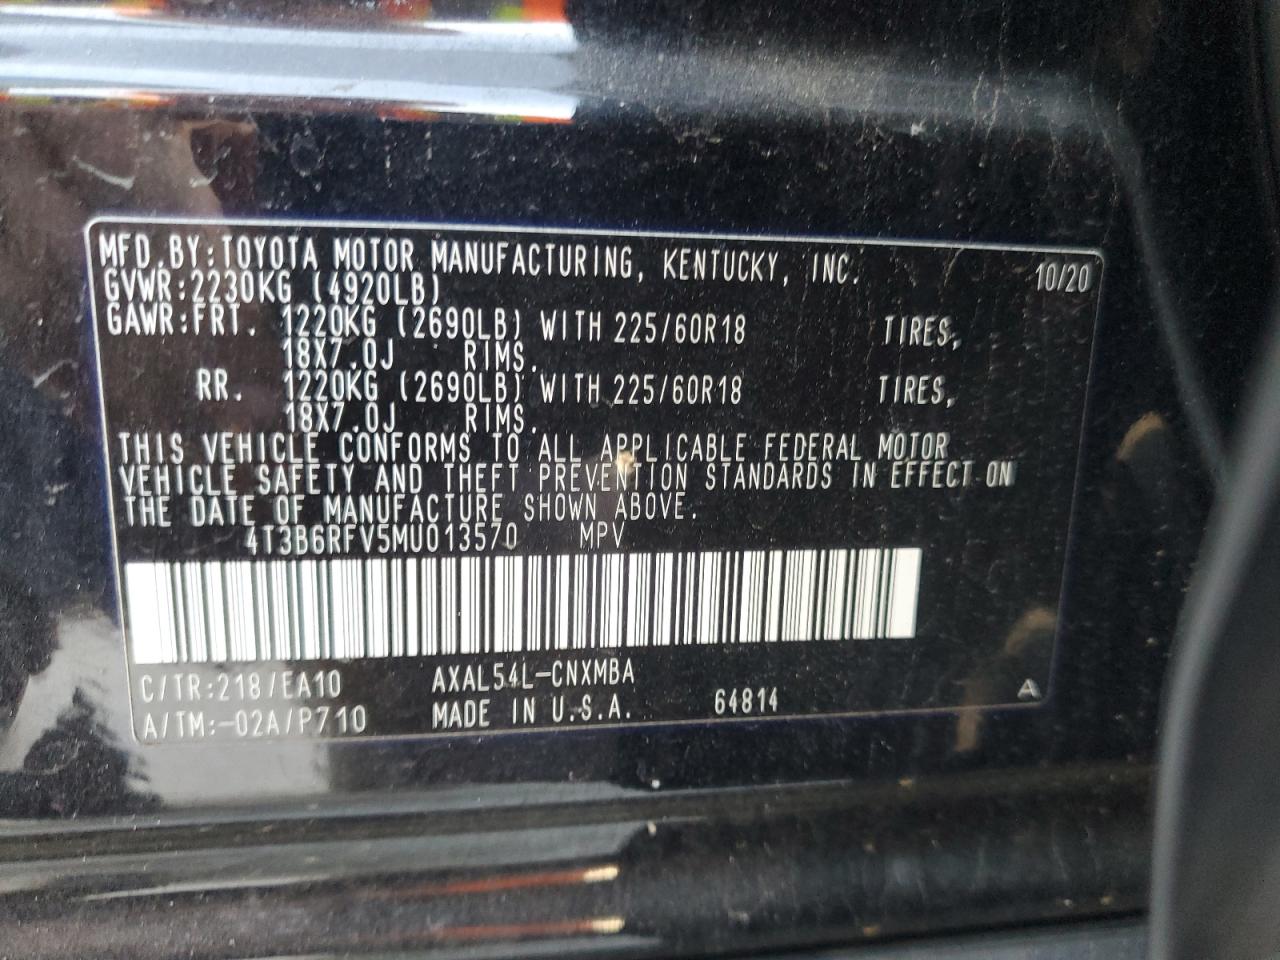 MFD.BY:TOYOTA MOTOR MANUFACTURING, KENTUCKY, INC. 10/20
GVWR:2230KG (4920LB)
GAWR:FRT. 1220KG (2690LB) WITH 225/60R18 TIRES,
18X7.0J RIMS.
RR. 1220KG (2690LB) WITH 225/60R18 TIRES,
18X7.0J RIMS.
THIS VEHICLE CONFORMS TO ALL APPLICABLE FEDERAL MOTOR
VEHICLE SAFETY AND THEFT PREVENTION STANDARDS IN EFFECT ON
THE DATE OF MANUFACTURE SHOWN ABOVE.
4T3B6RFV5MU013570 MPV
C/TR:218/EA10 AXAL54L-CNXMBA
A/TM:-02A/P710 MADE IN U.S.A. 64814 A